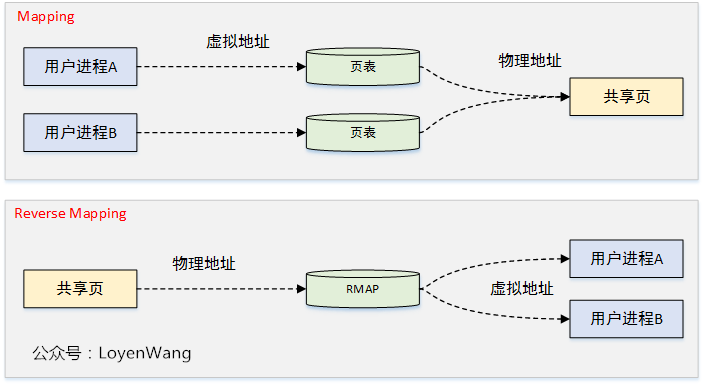 Mapping
虚拟地址
用户进程A
页表
物理地址
共享页
用户进程B
页表
Reverse Mapping
物理地址
用户进程A
共享页
RMAP
虚拟地址
用户进程B
公众号：LoyenWang